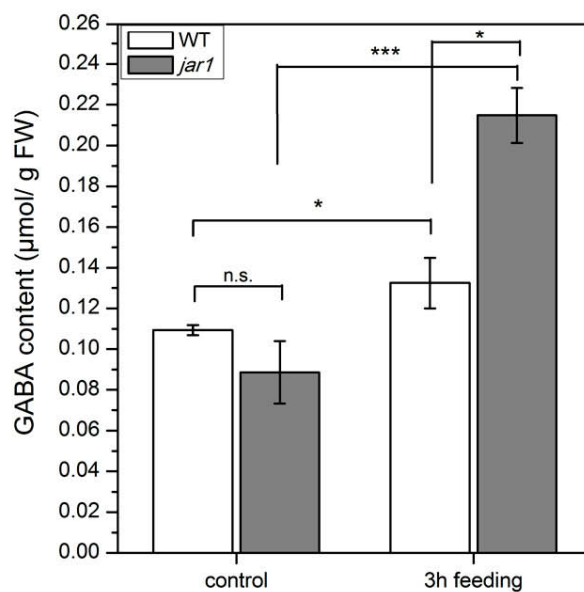 GABA content (µmol/ g FW)
0.26
0.24
0.22
0.20
0.18
0.16
0.14
0.12
0.10
0.08
0.06
0.04
0.02
0.00
WT
jar1
***
*
*
n.s.
control
3h feeding